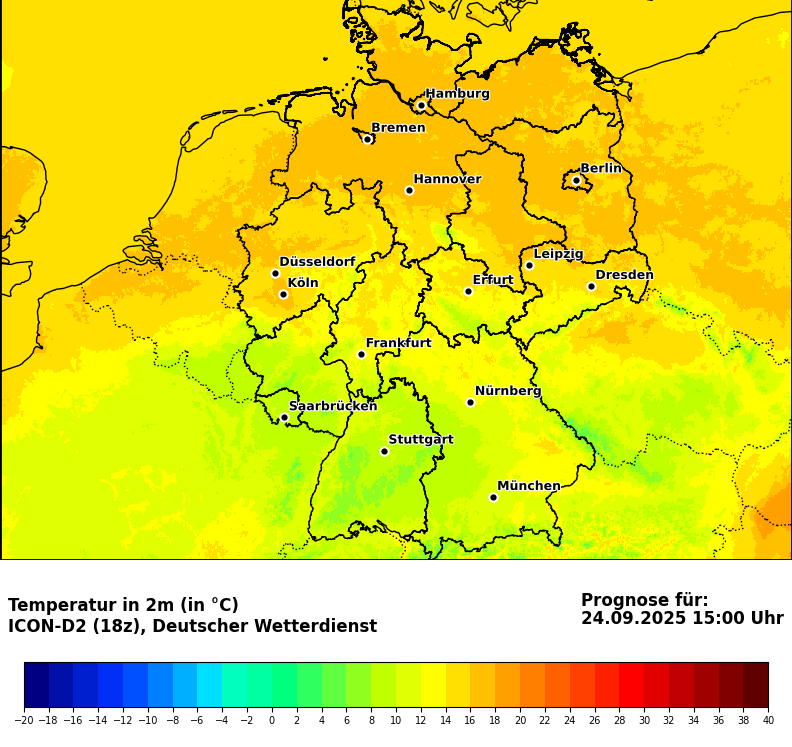 Hamburg
Bremen
Berlin
Hannover
Leipzig
Düsseldorf
Dresden
Köln
Erfurt
Frankfurt
Nürnberg
Saarbrücken
Stuttgart
München
Temperatur in 2m (in °C)
ICON-D2 (18z), Deutscher Wetterdienst
Prognose für:
24.09.2025 15:00 Uhr
−20 −18 −16 −14 −12 −10 −8 −6 −4 −2 0 2 4 6 8 10 12 14 16 18 20 22 24 26 28 30 32 34 36 38 40